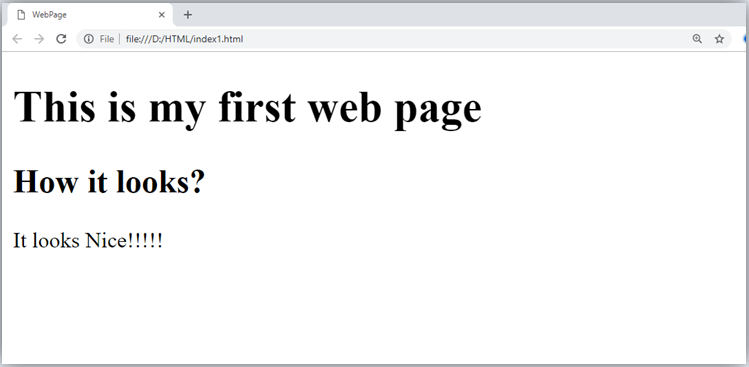 WebPage
File file:///D:/HTML/index1.html
This is my first web page
How it looks?
It looks Nice!!!!!